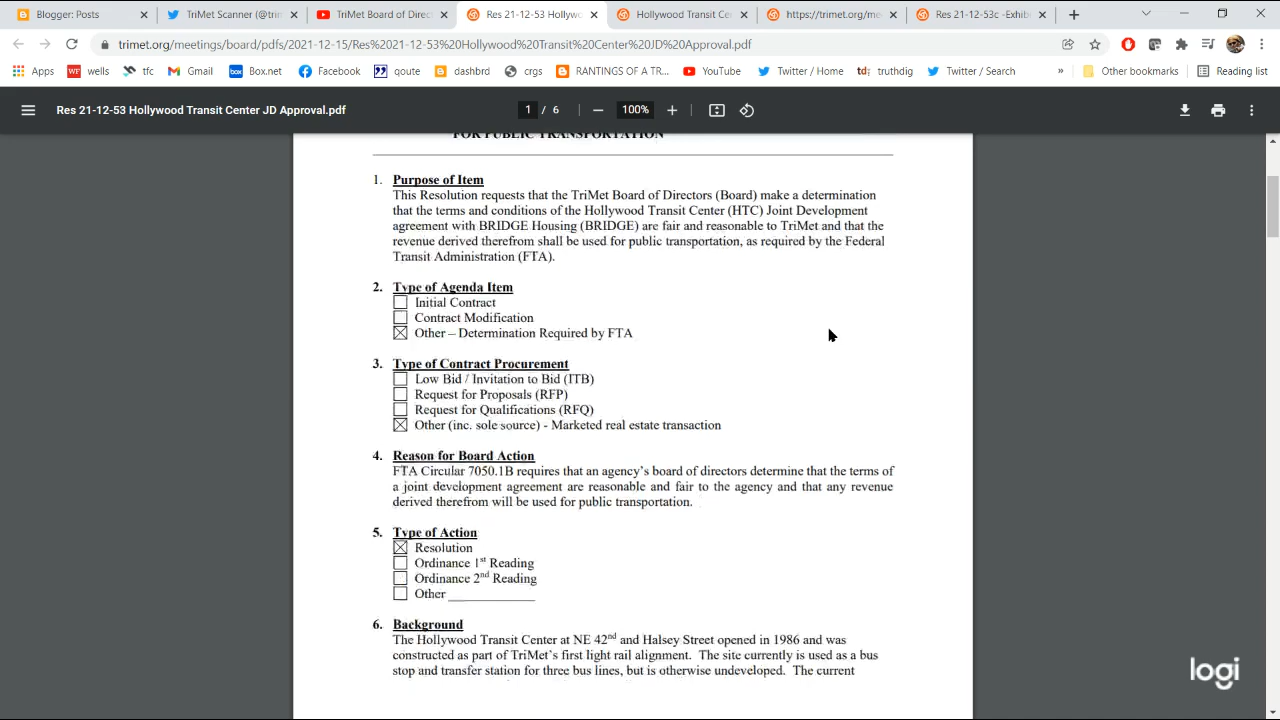 Blogger: Posts
TriMet Scanner (@trim
TriMet Board of Direc
Res 21-12-53 Hollywo
Hollywood Transit Cen
https://trimet.org/me
Res 21-12-53c -Exhibi
trimet.org/meetings/board/pdfs/2021-12-15/Res%2021-12-53%20Hollywood%20Transit%20Center%20JD%20Approval.pdf
Apps wells tfc Gmail Box.net Facebook qoute dashbrd crgs RANTINGS OF A TR... YouTube Twitter / Home truthdig Twitter / Search » Other bookmarks Reading list
Res 21-12-53 Hollywood Transit Center JD Approval.pdf 1 / 6 100%
FOR PUBLIC TRANSPORTATION
1. Purpose of Item
This Resolution requests that the TriMet Board of Directors (Board) make a determination
that the terms and conditions of the Hollywood Transit Center (HTC) Joint Development
agreement with BRIDGE Housing (BRIDGE) are fair and reasonable to TriMet and that the
revenue derived therefrom shall be used for public transportation, as required by the Federal
Transit Administration (FTA).
2. Type of Agenda Item
Initial Contract
Contract Modification
Other – Determination Required by FTA
3. Type of Contract Procurement
Low Bid / Invitation to Bid (ITB)
Request for Proposals (RFP)
Request for Qualifications (RFQ)
Other (inc. sole source) - Marketed real estate transaction
4. Reason for Board Action
FTA Circular 7050.1B requires that an agency's board of directors determine that the terms of
a joint development agreement are reasonable and fair to the agency and that any revenue
derived therefrom will be used for public transportation.
5. Type of Action
Resolution
Ordinance 1st Reading
Ordinance 2nd Reading
Other ____________
6. Background
The Hollywood Transit Center at NE 42nd and Halsey Street opened in 1986 and was
constructed as part of TriMet's first light rail alignment. The site currently is used as a bus
stop and transfer station for three bus lines, but is otherwise undeveloped. The current
logi